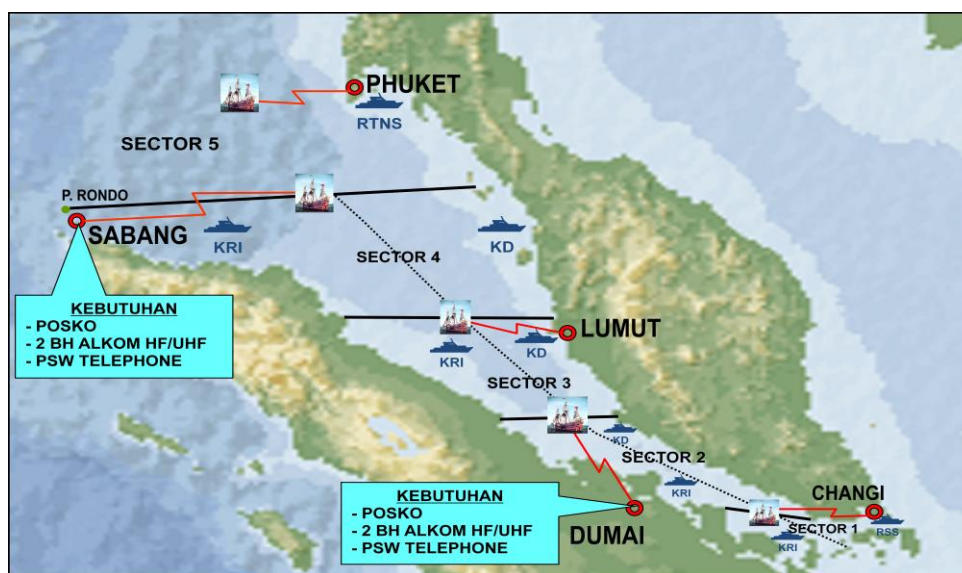 PHUKET
RTNS
SECTOR 5
P. RONDO
SABANG
KRI
KD
SECTOR 4
KEBUTUHAN
- POSKO
- 2 BH ALKOM HF/UHF
- PSW TELEPHONE
LUMUT
KRI
KD
SECTOR 3
KD
SECTOR 2
KRI
CHANGI
KEBUTUHAN
- POSKO
- 2 BH ALKOM HF/UHF
- PSW TELEPHONE
DUMAI
SECTOR 1
RSS
KRI